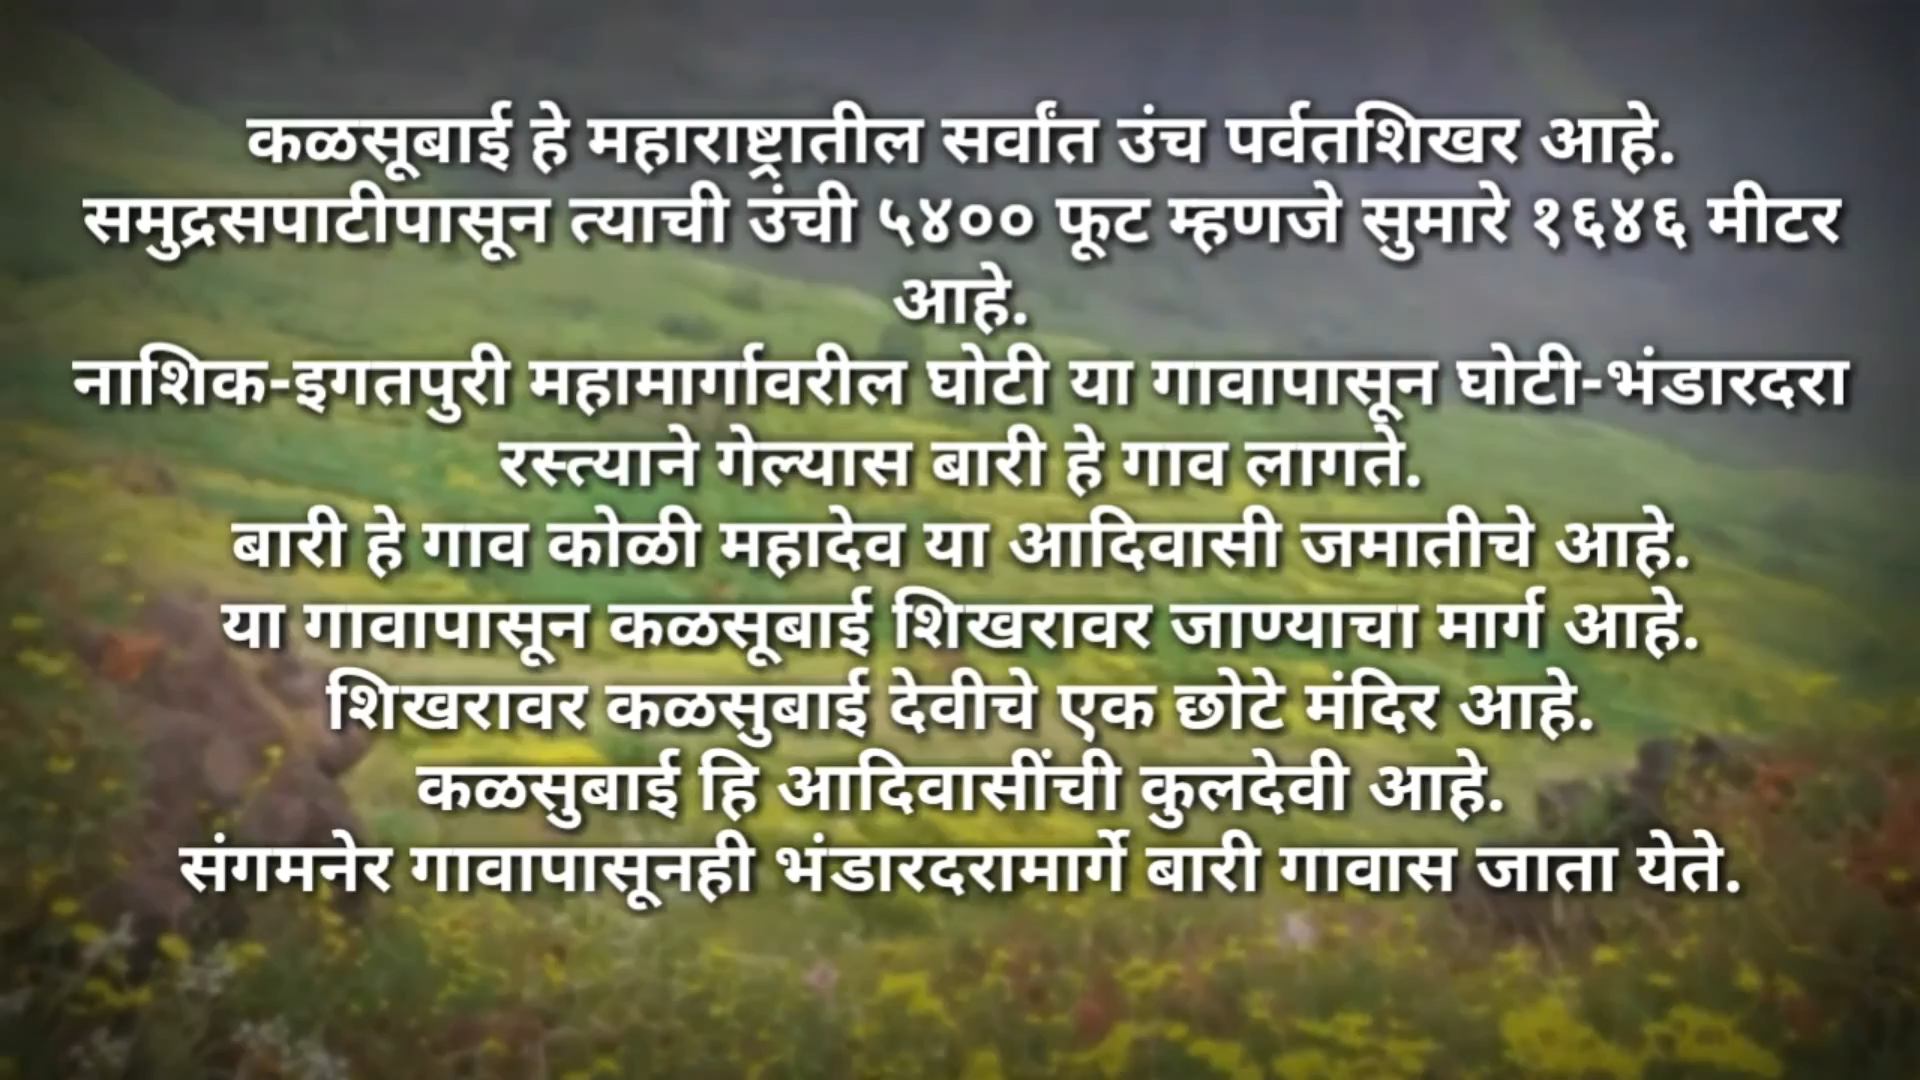 कळसूबाई हे महाराष्ट्रातील सर्वांत उंच पर्वतशिखर आहे.
समुद्रसपाटीपासून त्याची उंची ५४०० फूट म्हणजे सुमारे १६४६ मीटर
आहे.
नाशिक-इगतपुरी महामार्गावरील घोटी या गावापासून घोटी-भंडारदरा
रस्त्याने गेल्यास बारी हे गाव लागते.
बारी हे गाव कोळी महादेव या आदिवासी जमातीचे आहे.
या गावापासून कळसूबाई शिखरावर जाण्याचा मार्ग आहे.
शिखरावर कळसुबाई देवीचे एक छोटे मंदिर आहे.
कळसुबाई हि आदिवासींची कुलदेवी आहे.
संगमनेर गावापासूनही भंडारदरामार्गे बारी गावास जाता येते.